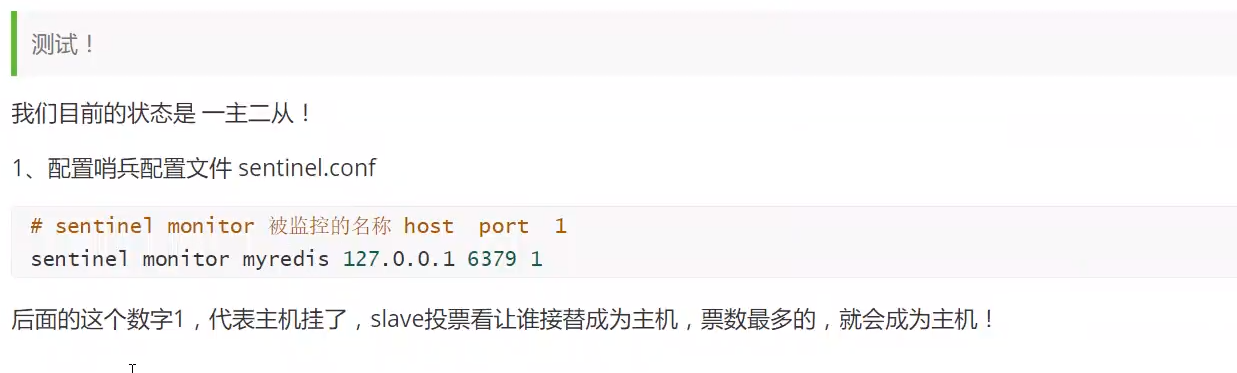 测试！
我们目前的状态是 一主二从！
1、配置哨兵配置文件 sentinel.conf
# sentinel monitor 被监控的名称 host  port  1
sentinel monitor myredis 127.0.0.1 6379 1
后面的这个数字1，代表主机挂了，slave投票看让谁接替成为主机，票数最多的，就会成为主机！